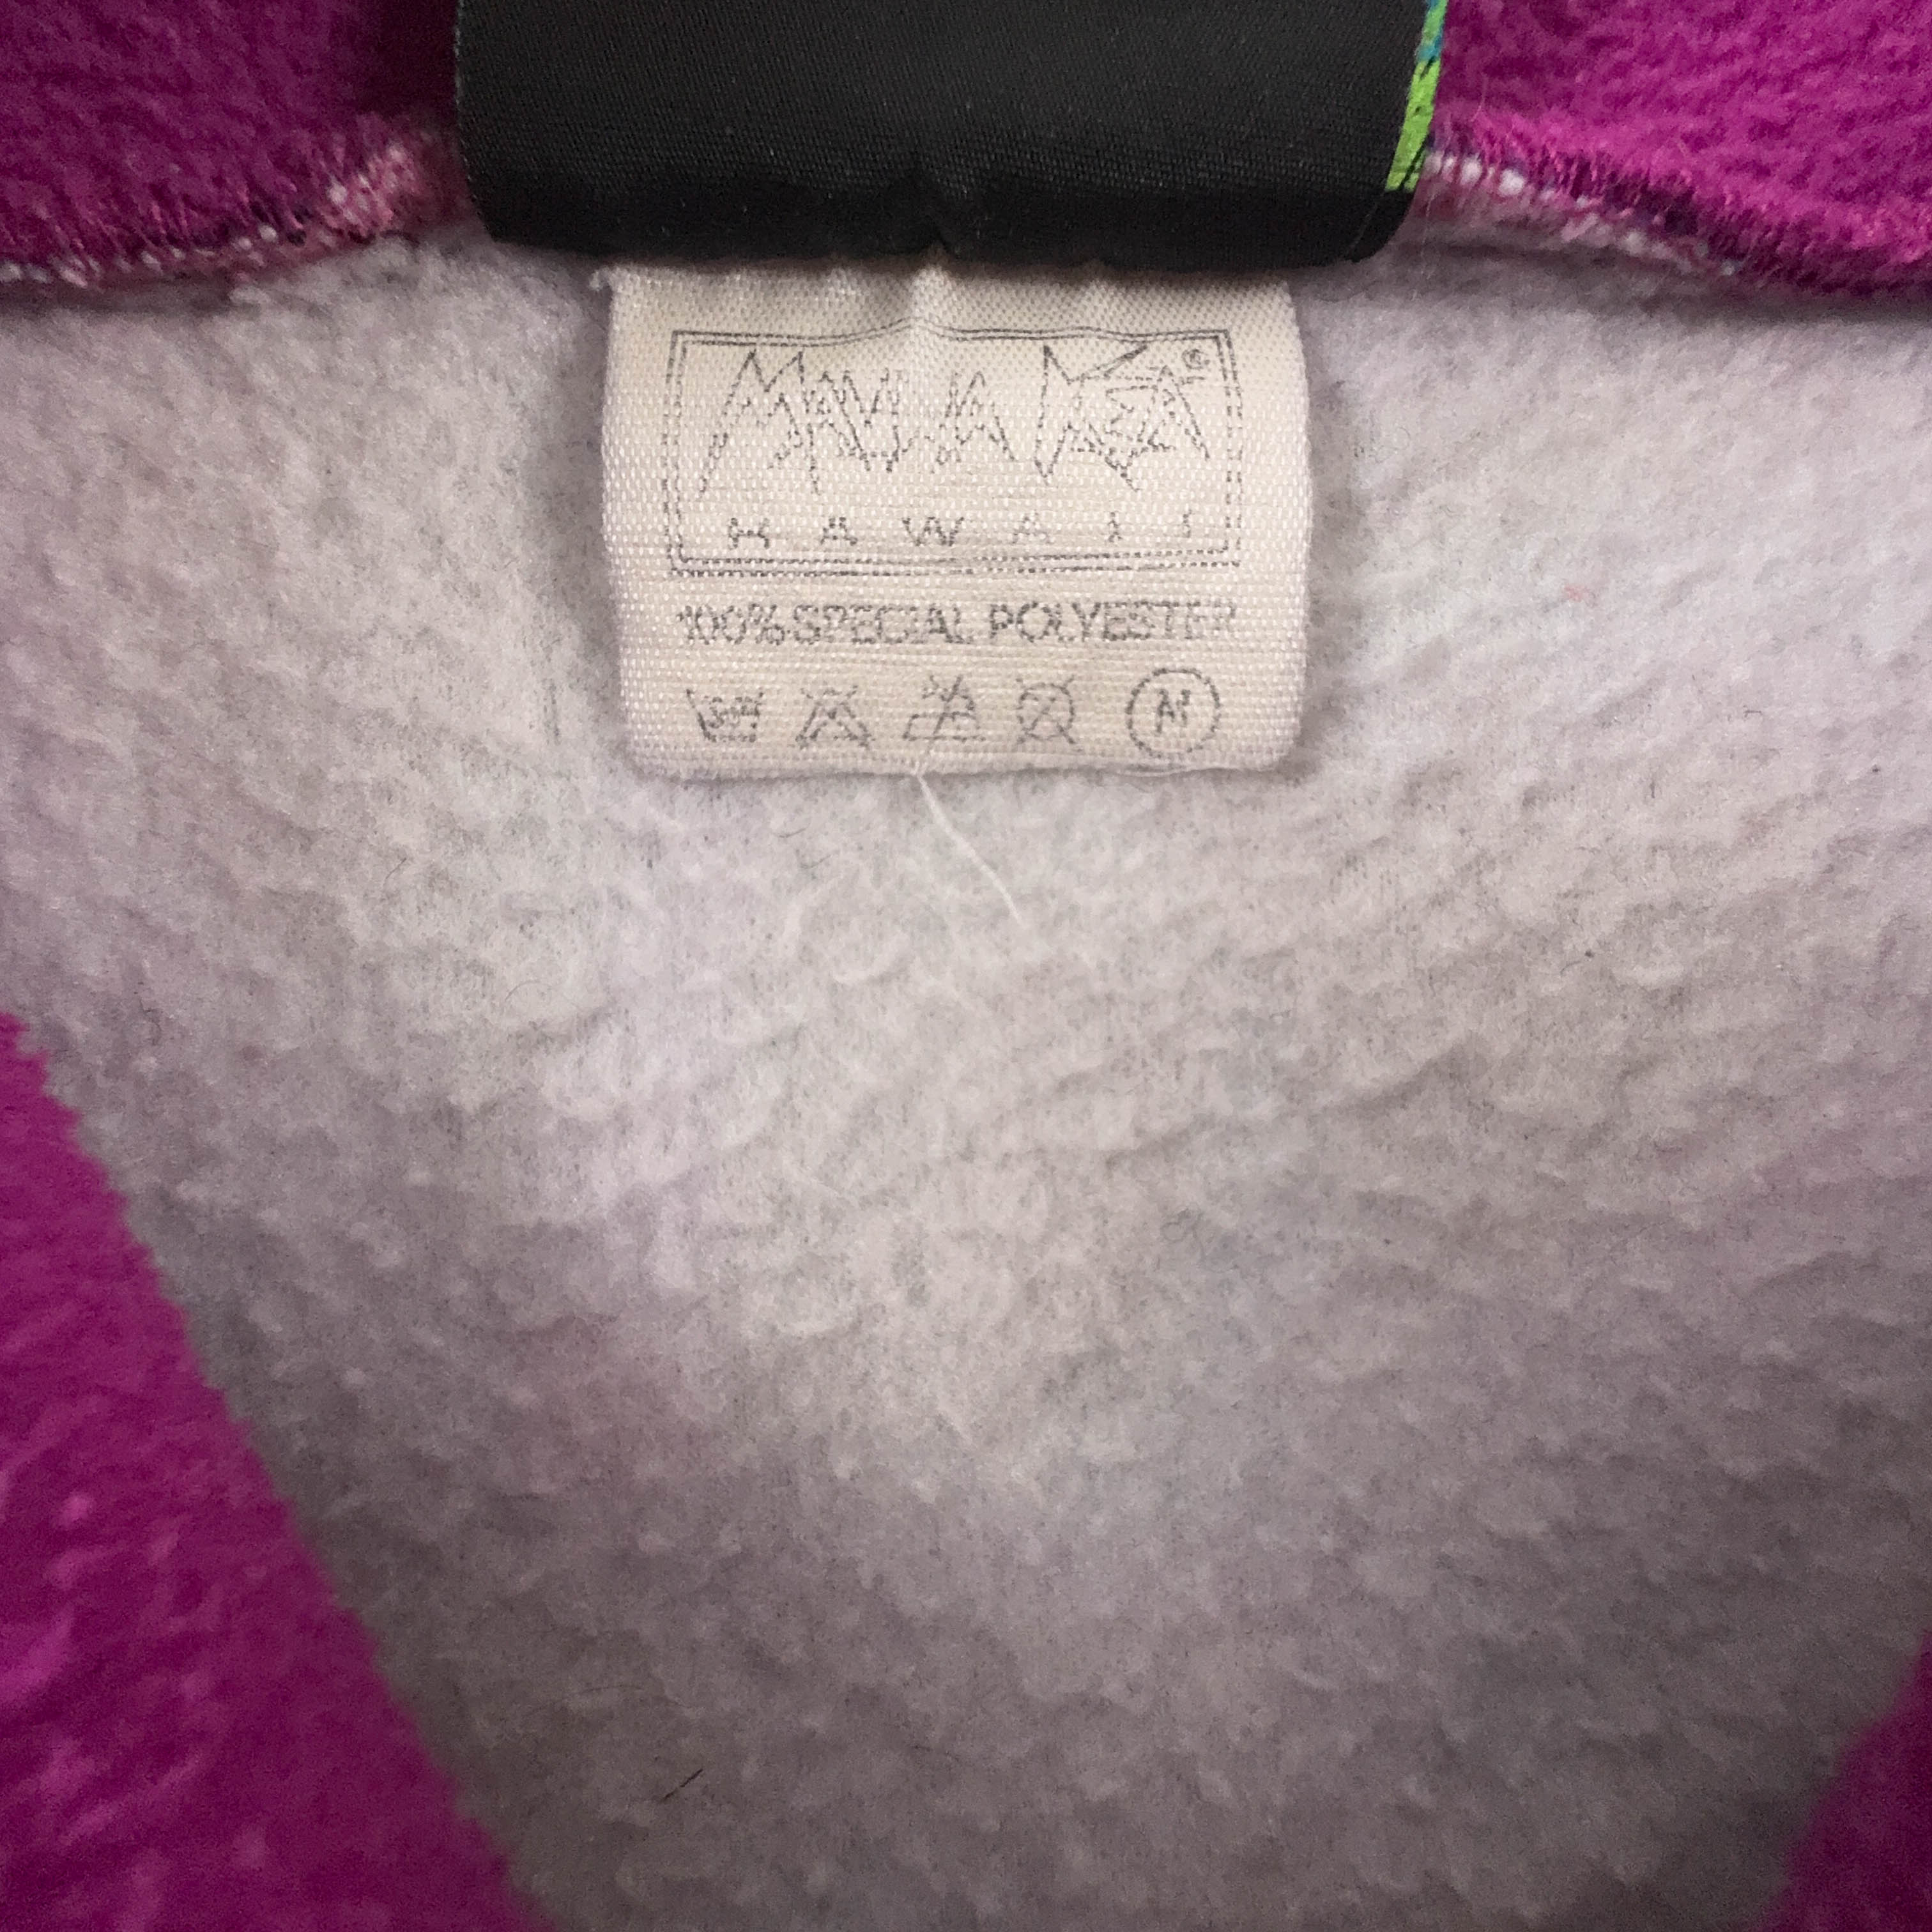 MAUNA KEA®
HAWAII
100% SPECIAL POLYESTER
M